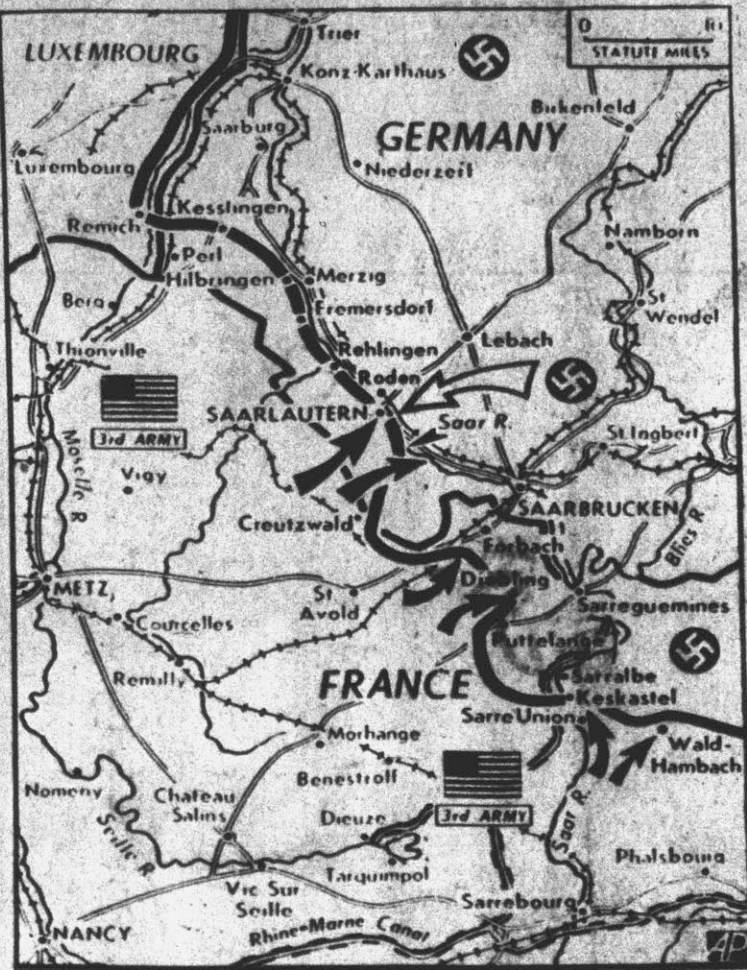 0
STATUTE MILES
LUXEMBOURG
Trier
Konz-Karthaus
GERMANY
Birkenfeld
Saarburg
Luxembourg
Niederzerf
Remich
Kesslingen
Namborn
Perl
Hilbringen
Merzig
Berg
Fremersdorf
St
Wendel
Thionville
Rehlingen
Lebach
Roden
SAARLAUTERN
3rd ARMY
Saar R.
St.Ingbert
Moselle R
Vigy
SAARBRUCKEN
Creutzwald
Forbach
Blies R
METZ
St
Avold
Diebling
Sarreguemines
Courcelles
Puttelange
Remilly
FRANCE
Sarralbe
Keskastel
Sarre Union
Morhange
Wald-
Hambach
Benestroff
Nomeny
Chateau
Salins
Dieuze
3rd ARMY
Saar R.
Seille R
Tarquimpol
Phalsbourg
Vic Sur
Seille
Sarrebourg
NANCY
Rhine-Marne Canal
AP